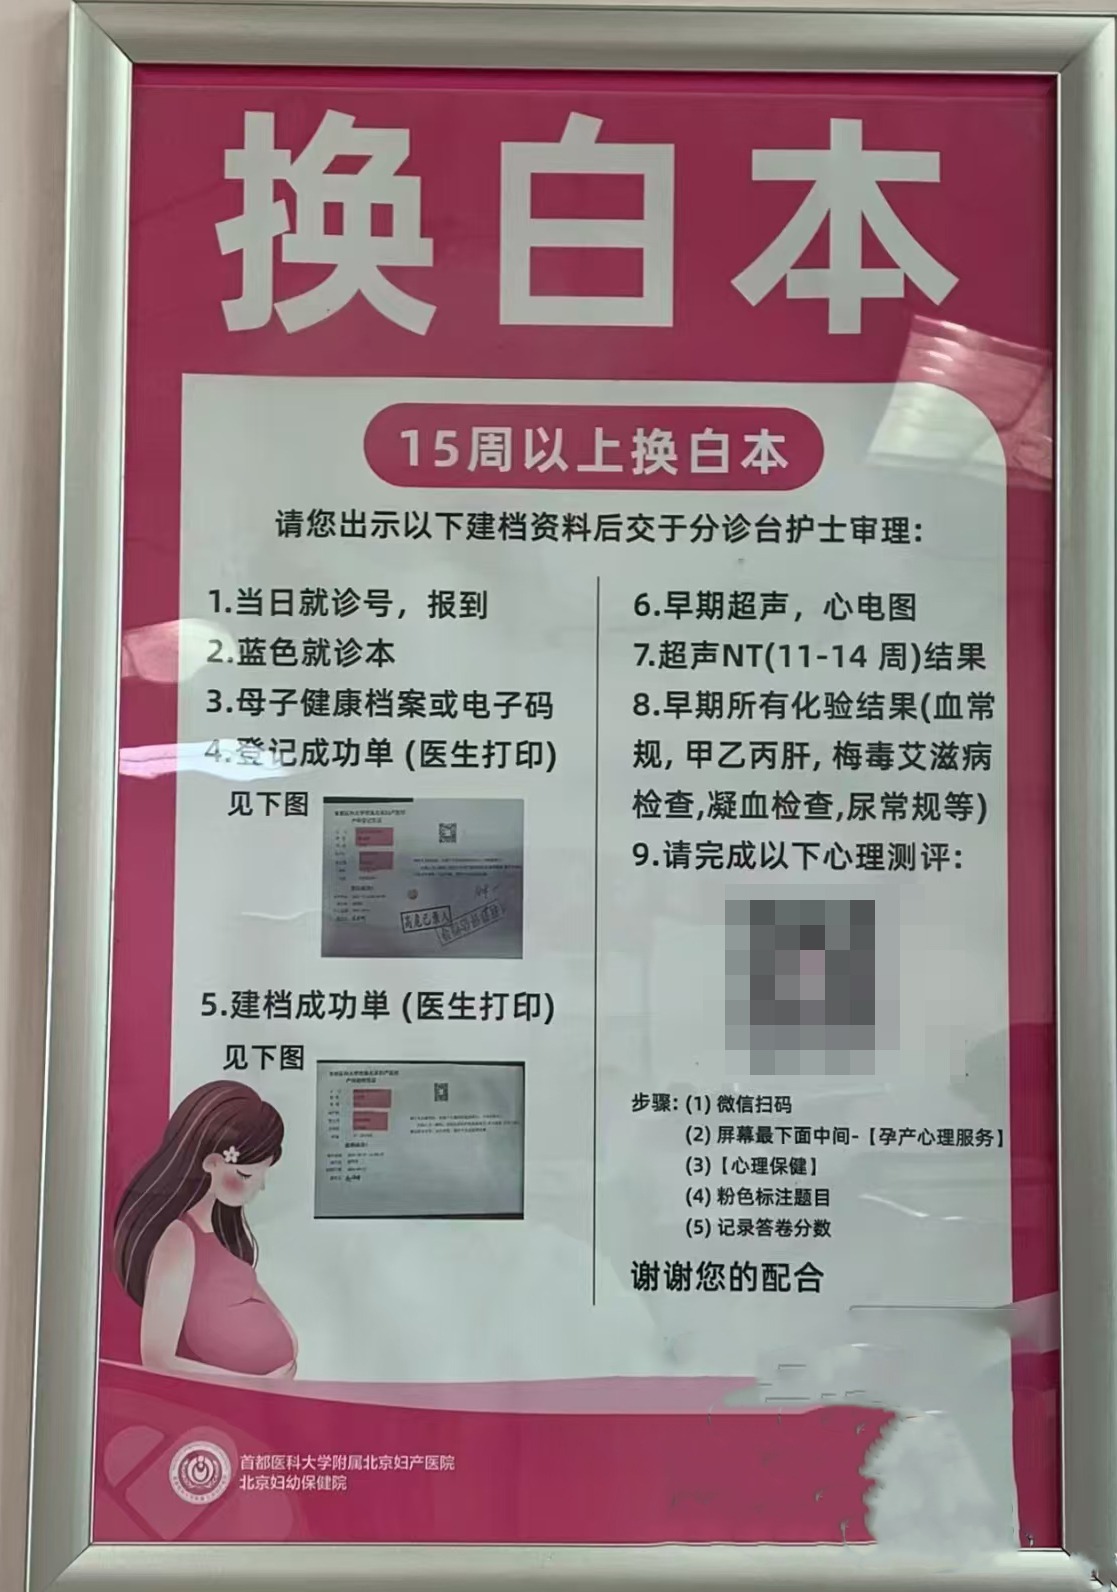 换白本
15周以上换白本
请您出示以下建档资料后交于分诊台护士审理:
1.当日就诊号，报到
2.蓝色就诊本
3.母子健康档案或电子码
4.登记成功单 (医生打印)
见下图
5.建档成功单 (医生打印)
见下图
6.早期超声，心电图
7.超声NT(11-14 周)结果
8.早期所有化验结果(血常
规, 甲乙丙肝, 梅毒艾滋病
检查,凝血检查,尿常规等)
9.请完成以下心理测评:
步骤: (1) 微信扫码
(2) 屏幕最下面中间-【孕产心理服务】
(3)【心理保健】
(4) 粉色标注题目
(5) 记录答卷分数
谢谢您的配合
首都医科大学附属北京妇产医院
北京妇幼保健院